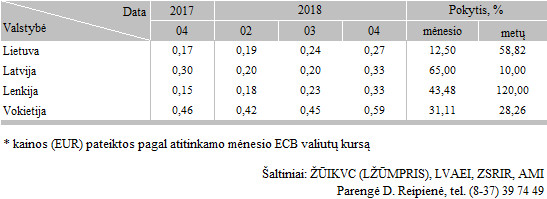 Data 2017 2018 Pokytis, %
Valstybė 04 02 03 04 mėnesio metų
Lietuva 0,17 0,19 0,24 0,27 12,50 58,82
Latvija 0,30 0,20 0,20 0,33 65,00 10,00
Lenkija 0,15 0,18 0,23 0,33 43,48 120,00
Vokietija 0,46 0,42 0,45 0,59 31,11 28,26
* kainos (EUR) pateiktos pagal atitinkamo mėnesio ECB valiutų kursą
Šaltiniai: ŽŪIKVC (LŽŪMPRIS), LVAEI, ZSRIR, AMI
Parengė D. Reipienė, tel. (8-37) 39 74 49